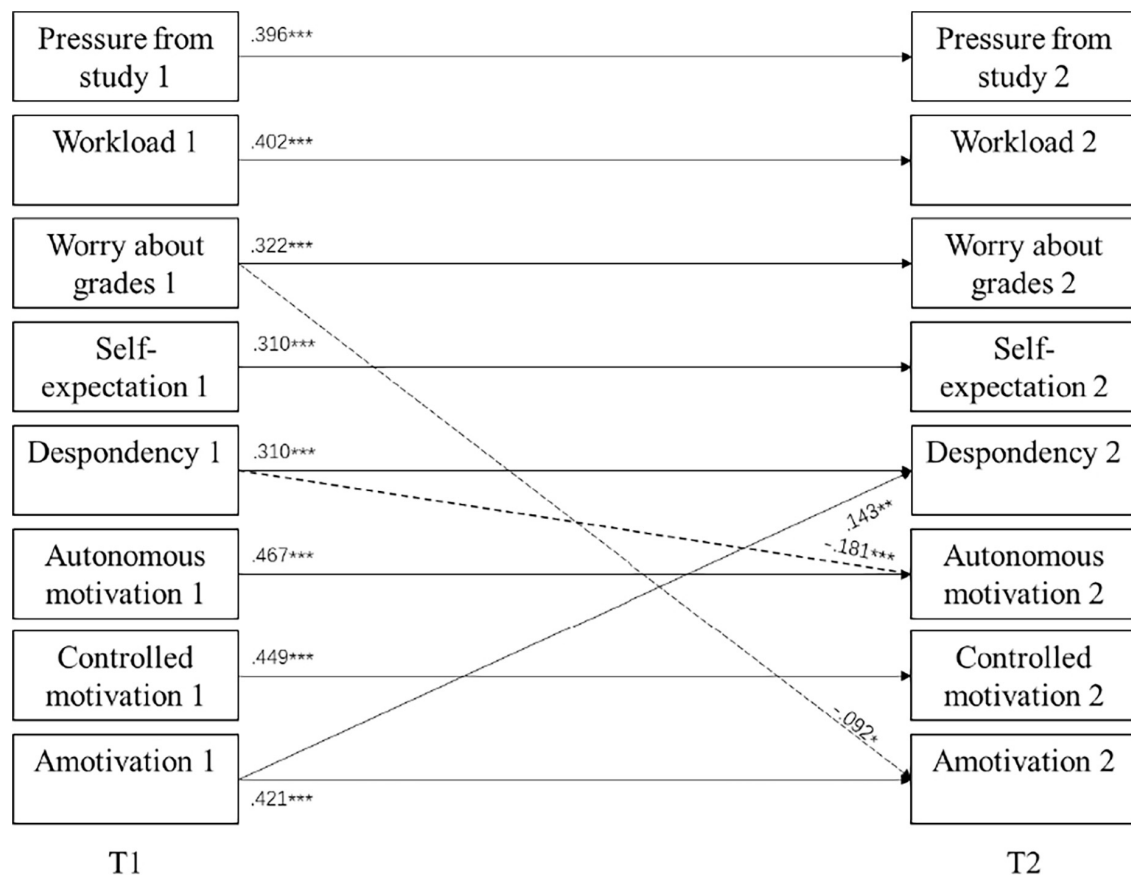 Pressure from
study 1
.396***
Pressure from
study 2
Workload 1
.402***
Workload 2
Worry about
grades 1
.322***
Worry about
grades 2
Self-
expectation 1
.310***
Self-
expectation 2
Despondency 1
.310***
Despondency 2
.143**
-.181***
Autonomous
motivation 1
.467***
Autonomous
motivation 2
Controlled
motivation 1
.449***
Controlled
motivation 2
-.092*
Amotivation 1
.421***
Amotivation 2
T1
T2